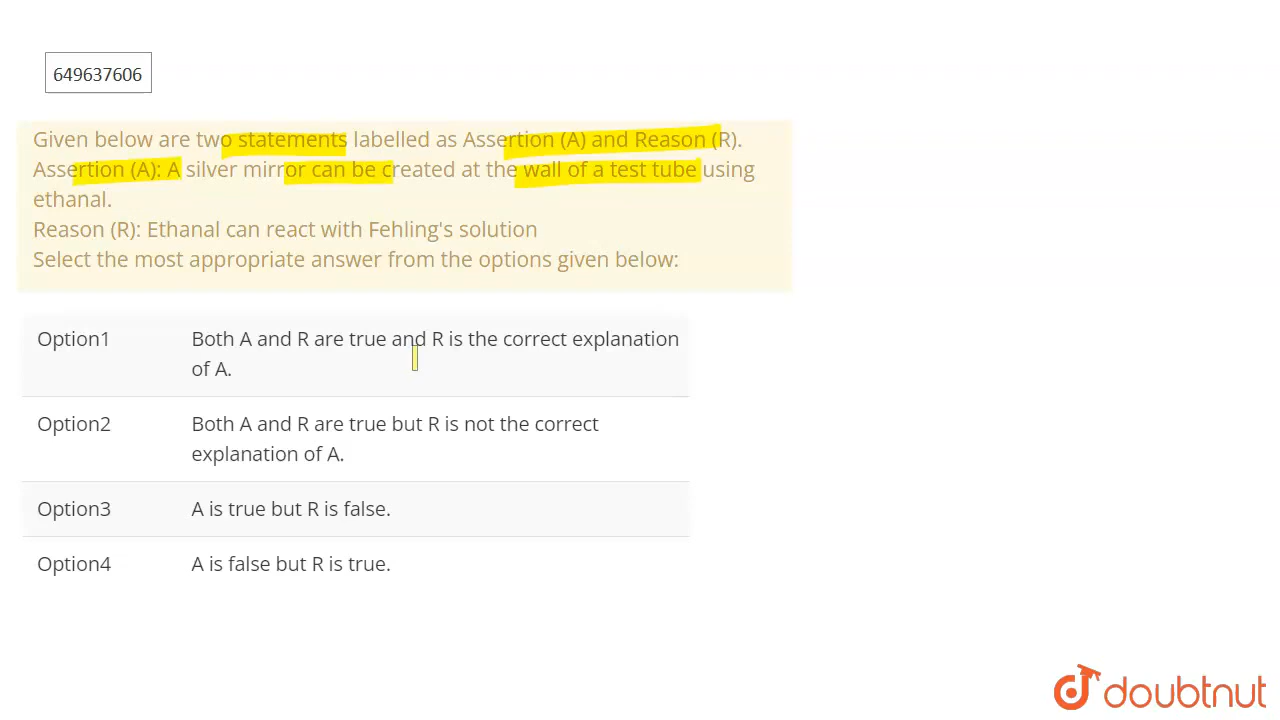 649637606
Given below are two statements labelled as Assertion (A) and Reason (R).
Assertion (A): A silver mirror can be created at the wall of a test tube using
ethanal.
Reason (R): Ethanal can react with Fehling's solution
Select the most appropriate answer from the options given below:
Option1 Both A and R are true and R is the correct explanation
of A.
Option2 Both A and R are true but R is not the correct
explanation of A.
Option3 A is true but R is false.
Option4 A is false but R is true.
doubtnut